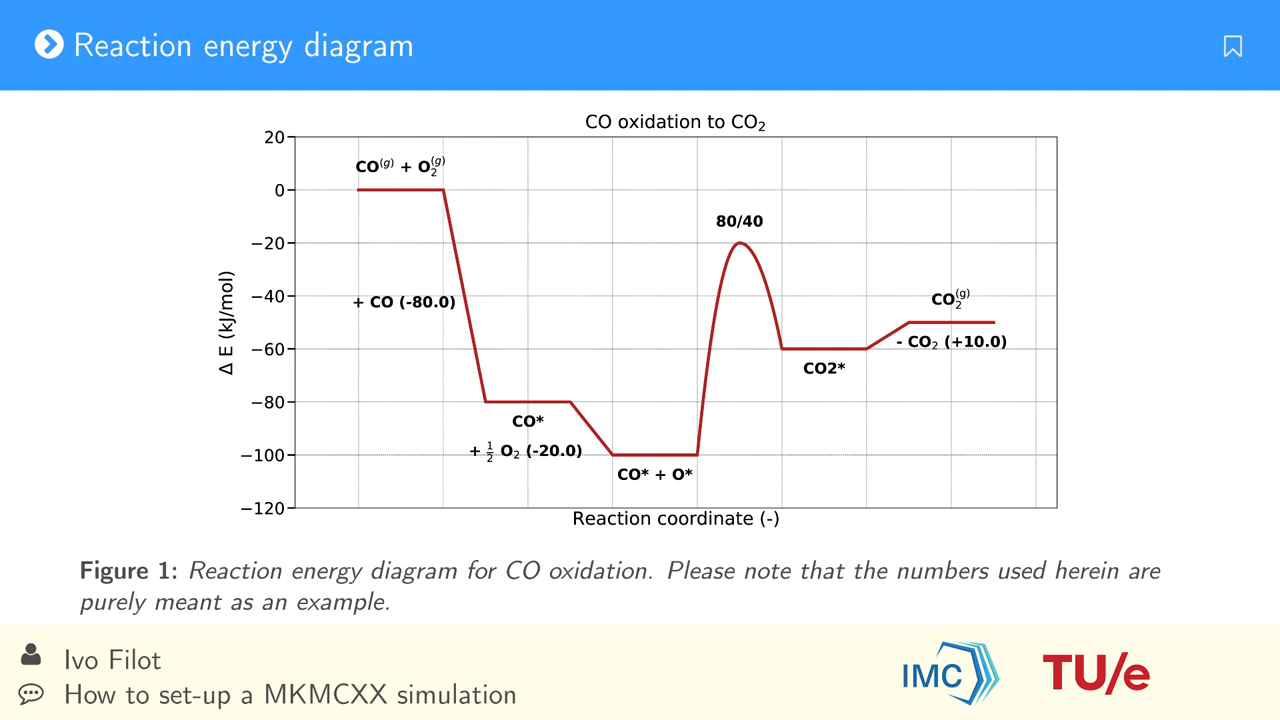 Reaction energy diagram
CO oxidation to CO₂
20
0
−20
−40
−60
−80
−100
−120
Δ E (kJ/mol)
CO⁽ᵍ⁾ + O₂⁽ᵍ⁾
+ CO (-80.0)
CO*
+ ½ O₂ (-20.0)
CO* + O*
80/40
CO2*
CO₂⁽ᵍ⁾
- CO₂ (+10.0)
Reaction coordinate (-)
Figure 1: Reaction energy diagram for CO oxidation. Please note that the numbers used herein are
purely meant as an example.
Ivo Filot
How to set-up a MKMCXX simulation
IMC
TU/e